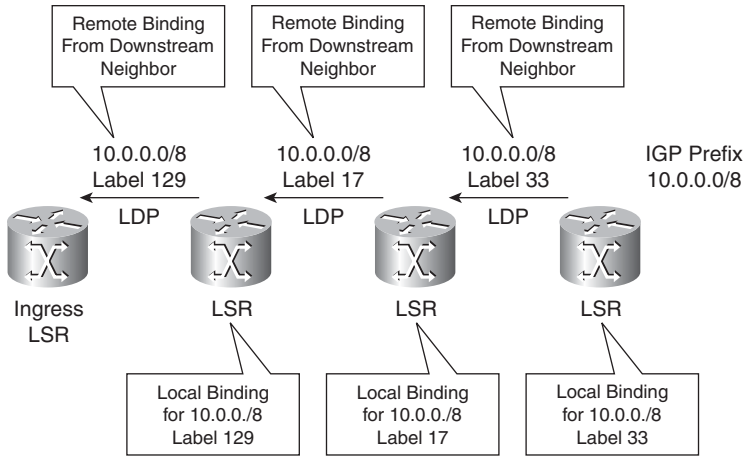 Remote Binding
From Downstream
Neighbor
Remote Binding
From Downstream
Neighbor
Remote Binding
From Downstream
Neighbor
10.0.0.0/8
Label 129
LDP
10.0.0.0/8
Label 17
LDP
10.0.0.0/8
Label 33
LDP
IGP Prefix
10.0.0.0/8
Ingress
LSR
LSR
LSR
LSR
Local Binding
for 10.0.0./8
Label 129
Local Binding
for 10.0.0./8
Label 17
Local Binding
for 10.0.0./8
Label 33